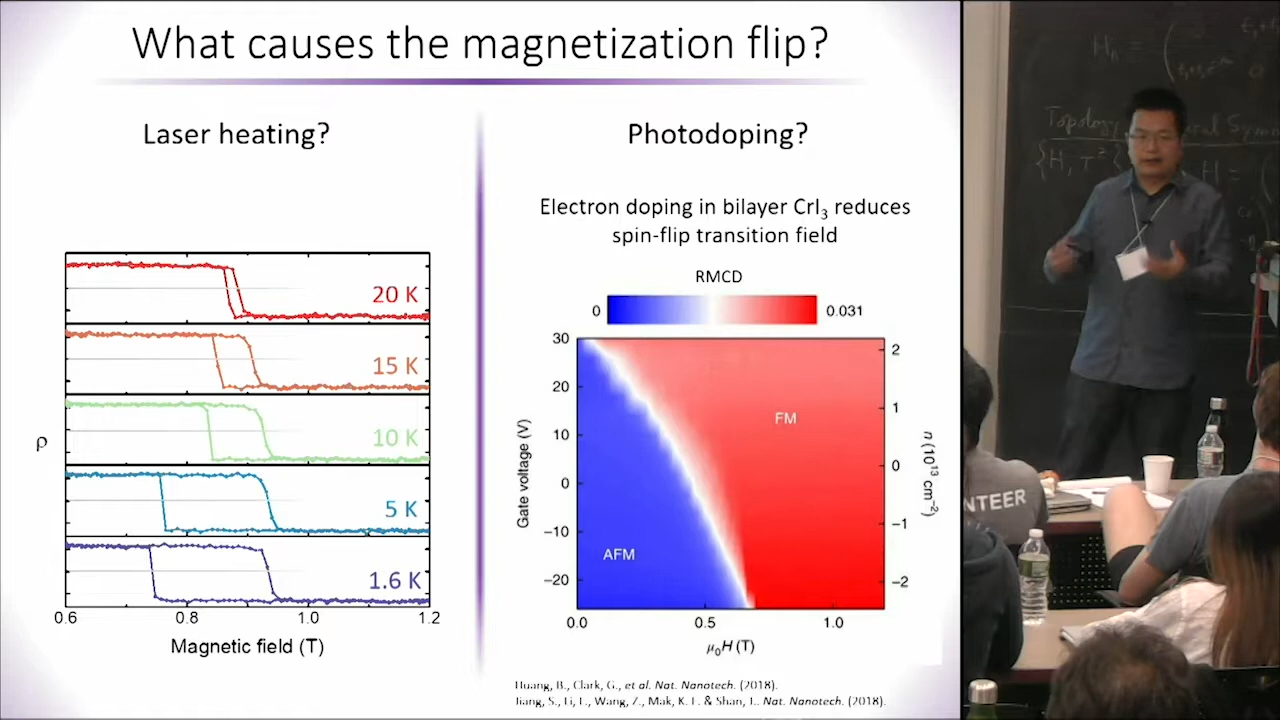 What causes the magnetization flip?
Laser heating?
20 K
15 K
10 K
5 K
1.6 K
ρ
0.6
0.8
1.0
1.2
Magnetic field (T)
Photodoping?
Electron doping in bilayer CrI3 reduces
spin-flip transition field
RMCD
0
0.031
30
20
10
0
−10
−20
Gate voltage (V)
FM
AFM
2
1
0
−1
−2
n (10¹³ cm⁻²)
0.0
0.5
1.0
μ₀H (T)
Huang, B., Clark, G., et al. Nat. Nanotech. (2018).
Jiang, S., Li, L., Wang, Z., Mak, K. F. & Shan, J.. Nat. Nanotech. (2018).
Topology
NTEER